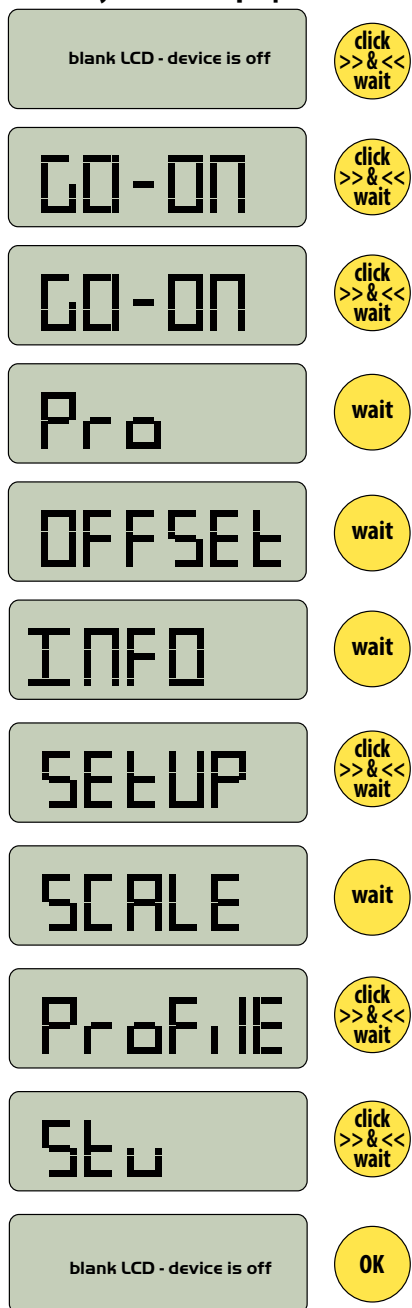 blank LCD - device is off
click
>> & <<
wait
GO-ON
click
>> & <<
wait
GO-ON
click
>> & <<
wait
Pro
wait
OFFSEt
wait
INFO
wait
SEtUP
click
>> & <<
wait
SCALE
wait
ProFilE
click
>> & <<
wait
Stu
click
>> & <<
wait
blank LCD - device is off
OK